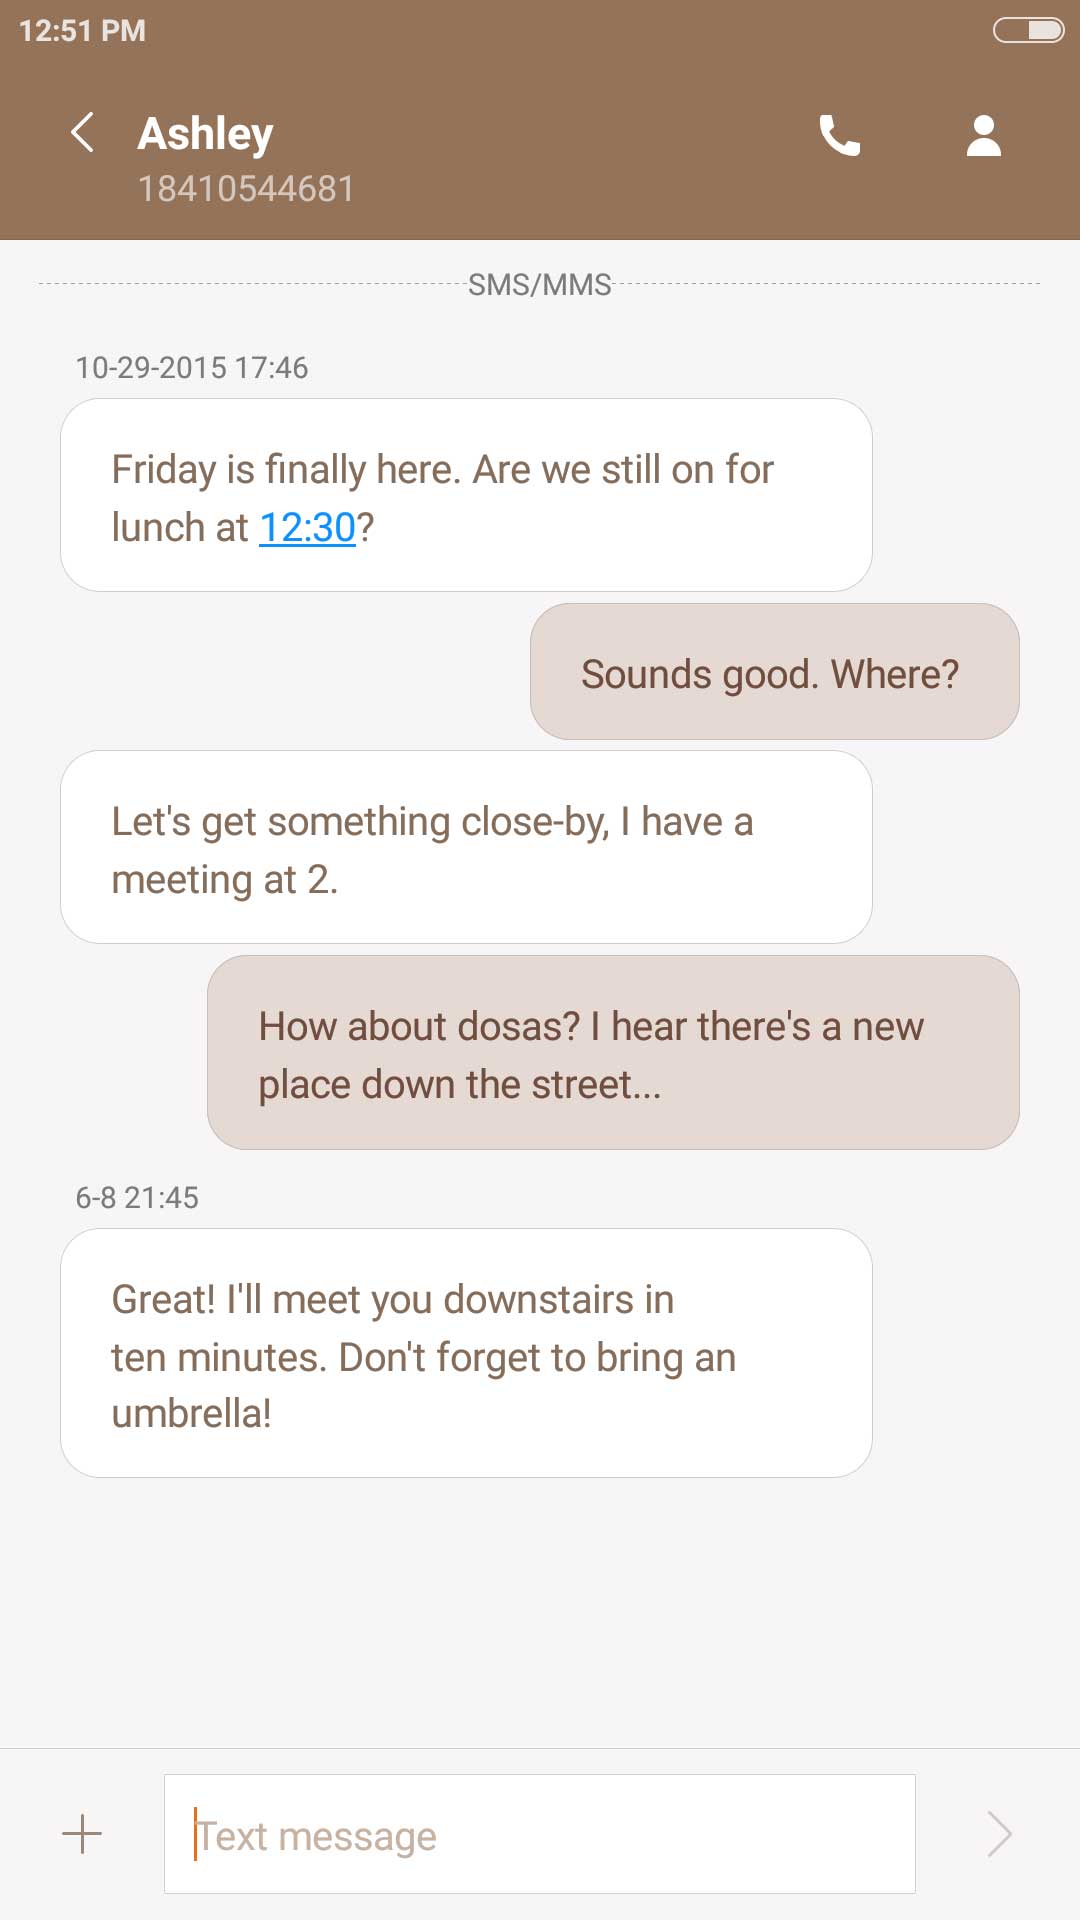 12:51 PM
Ashley
18410544681
SMS/MMS
10-29-2015 17:46
Friday is finally here. Are we still on for
lunch at 12:30?
Sounds good. Where?
Let's get something close-by, I have a
meeting at 2.
How about dosas? I hear there's a new
place down the street...
6-8 21:45
Great! I'll meet you downstairs in
ten minutes. Don't forget to bring an
umbrella!
Text message